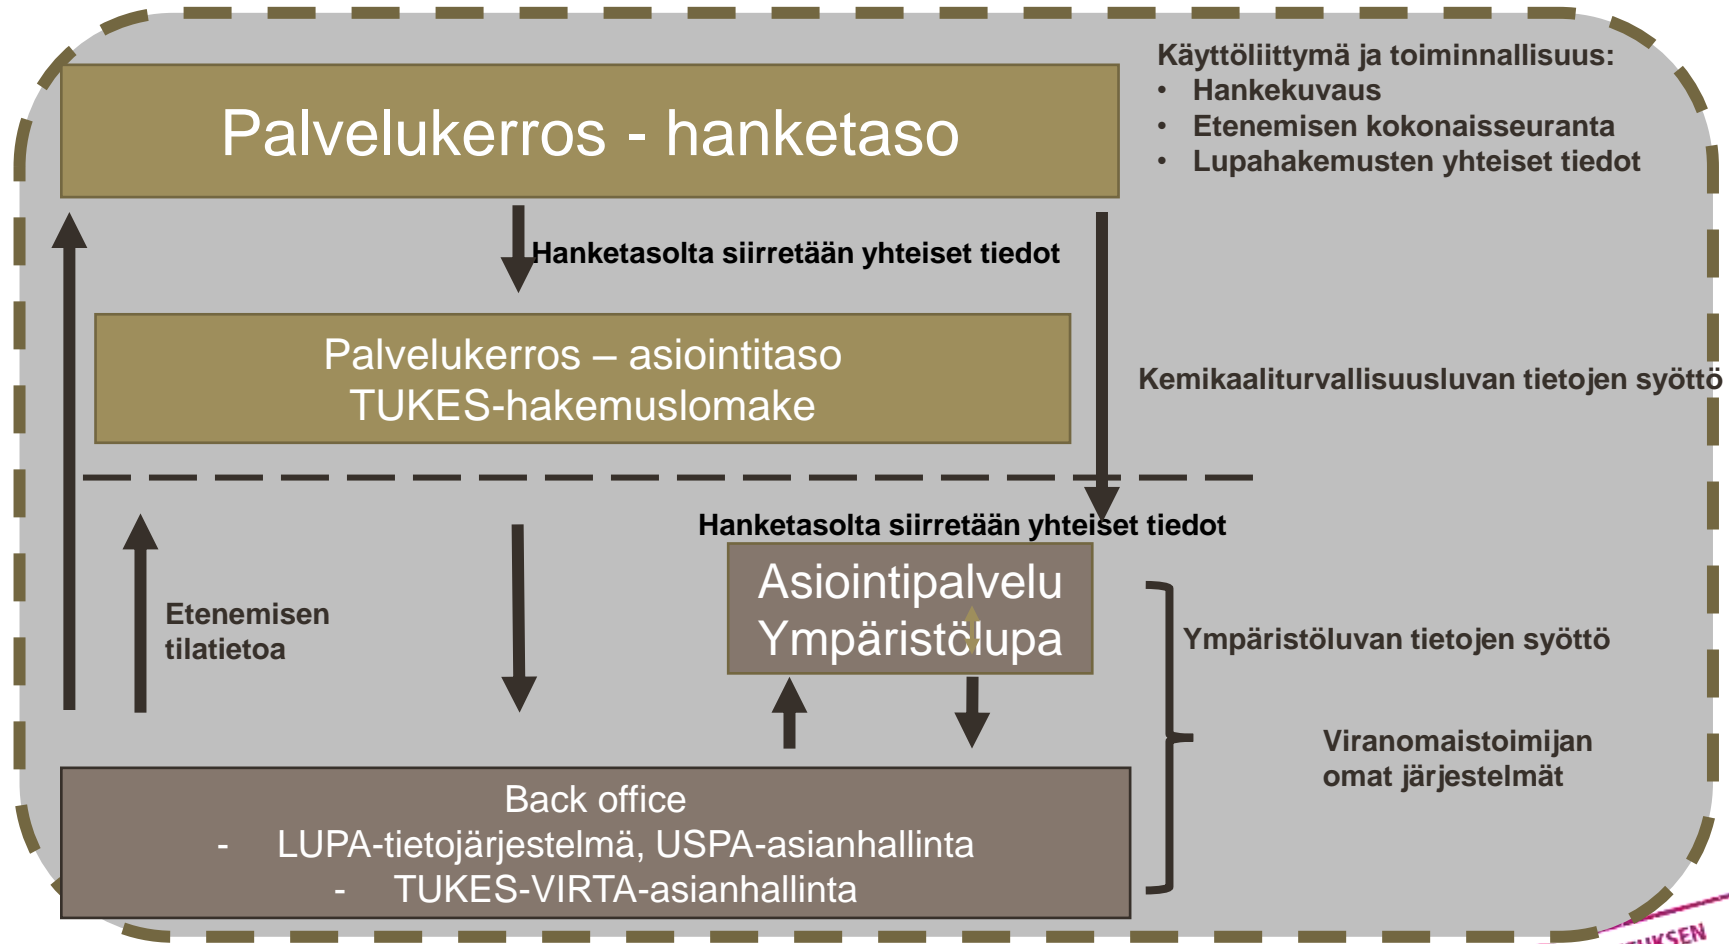 Käyttöliittymä ja toiminnallisuus:
• Hankekuvaus
• Etenemisen kokonaisseuranta
• Lupahakemusten yhteiset tiedot
Palvelukerros - hanketaso
Hanketasolta siirretään yhteiset tiedot
Palvelukerros – asiointitaso
TUKES-hakemuslomake
Kemikaaliturvallisuusluvan tietojen syöttö
Hanketasolta siirretään yhteiset tiedot
Asiointipalvelu
Ympäristölupa
Etenemisen
tilatietoa
Ympäristöluvan tietojen syöttö
Viranomaistoimijan
omat järjestelmät
Back office
- LUPA-tietojärjestelmä, USPA-asianhallinta
- TUKES-VIRTA-asianhallinta